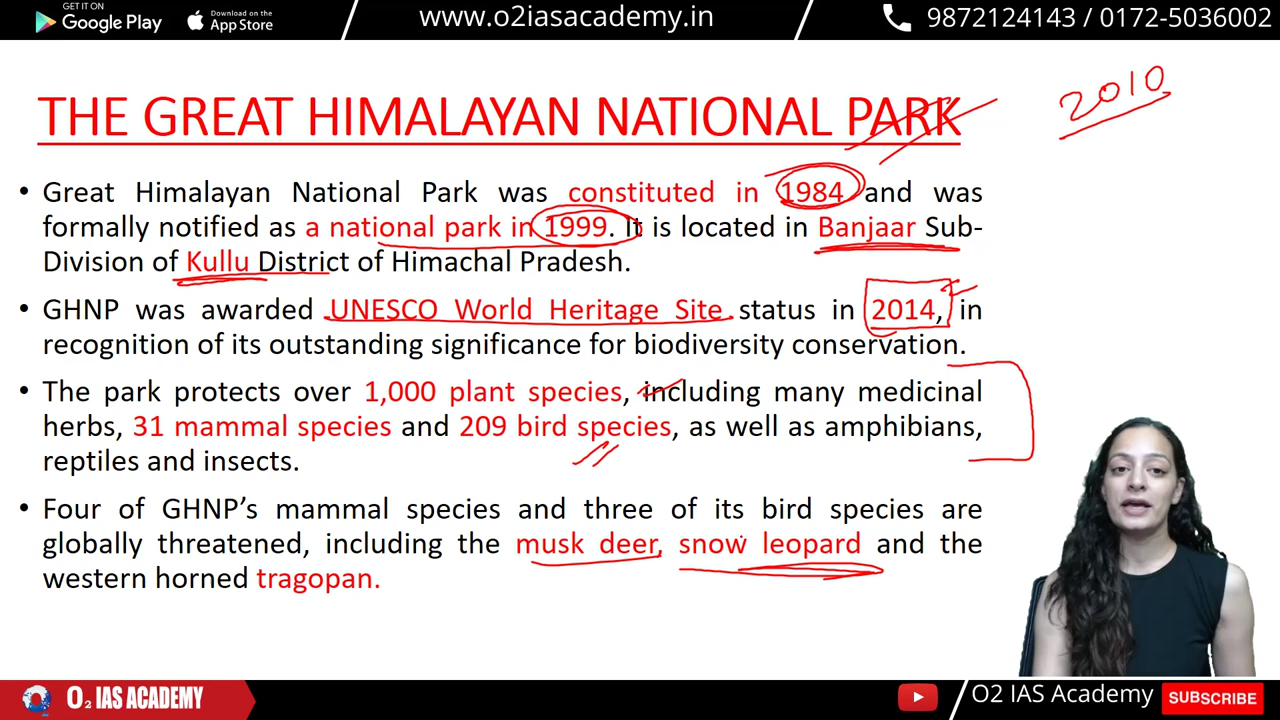 GET IT ON
Google Play
Download on the
App Store
www.o2iasacademy.in
9872124143 / 0172-5036002
2010
THE GREAT HIMALAYAN NATIONAL PARK
• Great Himalayan National Park was constituted in 1984 and was
formally notified as a national park in 1999. It is located in Banjaar Sub-
Division of Kullu District of Himachal Pradesh.
• GHNP was awarded UNESCO World Heritage Site status in 2014, in
recognition of its outstanding significance for biodiversity conservation.
• The park protects over 1,000 plant species, including many medicinal
herbs, 31 mammal species and 209 bird species, as well as amphibians,
reptiles and insects.
• Four of GHNP’s mammal species and three of its bird species are
globally threatened, including the musk deer, snow leopard and the
western horned tragopan.
O₂ IAS ACADEMY
O2 IAS Academy
SUBSCRIBE